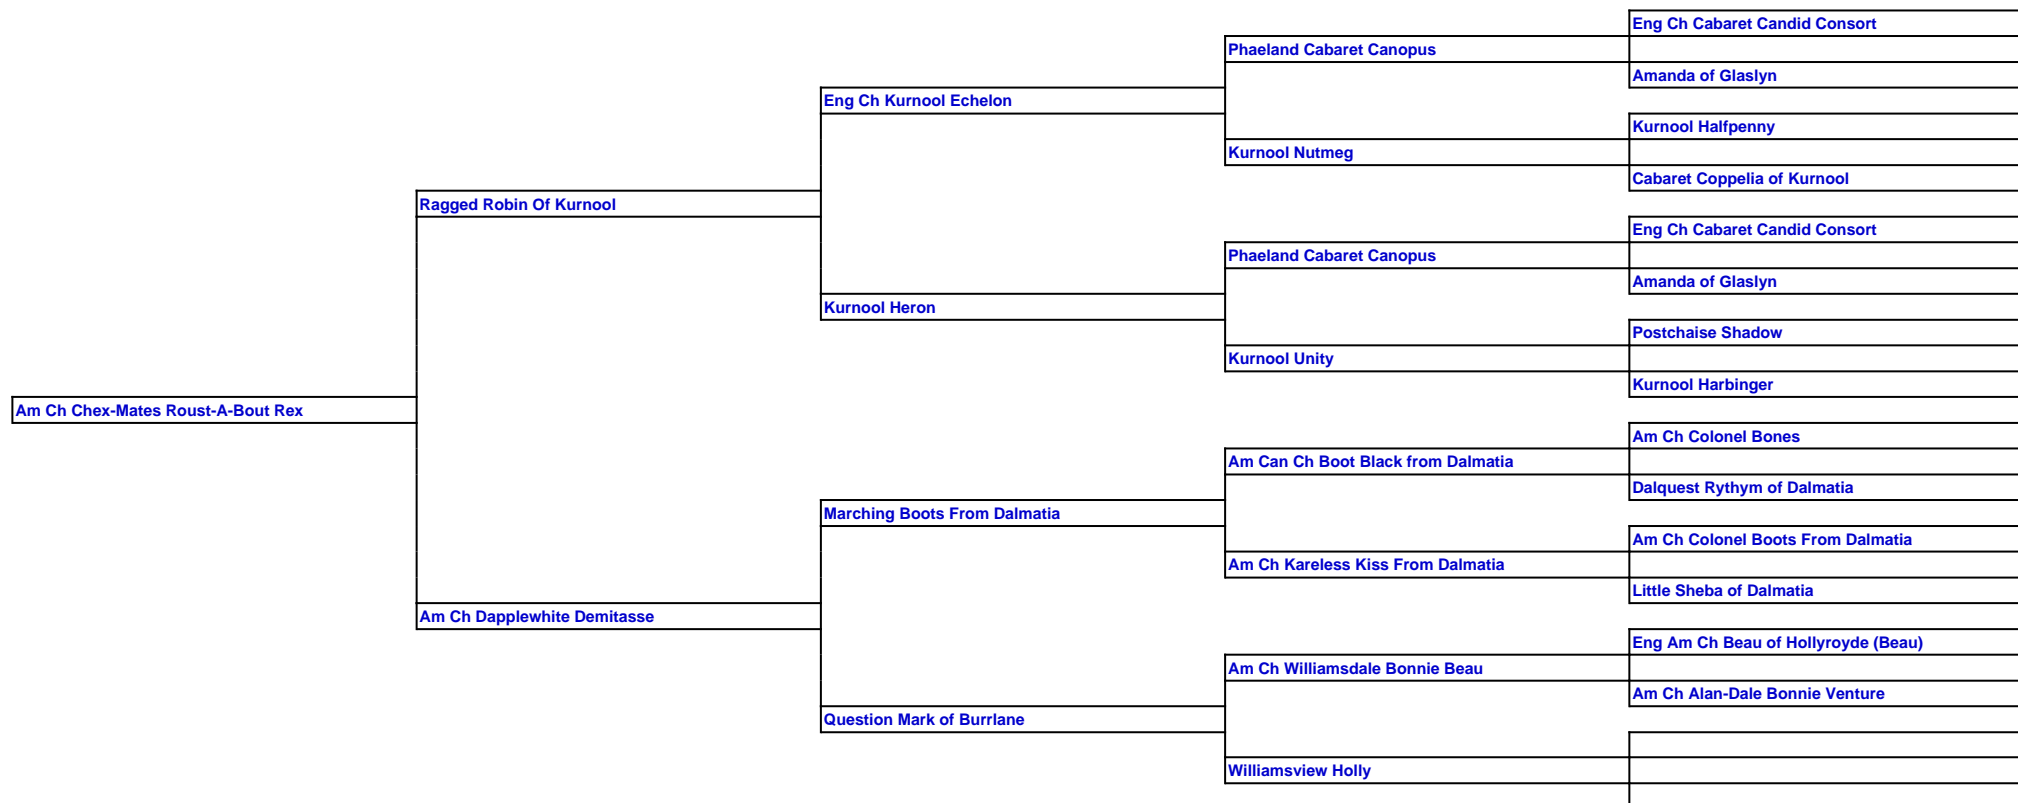 Eng Ch Cabaret Candid Consort
Phaeland Cabaret Canopus
Amanda of Glaslyn
Eng Ch Kurnool Echelon
Kurnool Halfpenny
Kurnool Nutmeg
Cabaret Coppelia of Kurnool
Ragged Robin Of Kurnool
Eng Ch Cabaret Candid Consort
Phaeland Cabaret Canopus
Amanda of Glaslyn
Kurnool Heron
Postchaise Shadow
Kurnool Unity
Kurnool Harbinger
Am Ch Chex-Mates Roust-A-Bout Rex
Am Ch Colonel Bones
Am Can Ch Boot Black from Dalmatia
Dalquest Rythym of Dalmatia
Marching Boots From Dalmatia
Am Ch Colonel Boots From Dalmatia
Am Ch Kareless Kiss From Dalmatia
Little Sheba of Dalmatia
Am Ch Dapplewhite Demitasse
Eng Am Ch Beau of Hollyroyde (Beau)
Am Ch Williamsdale Bonnie Beau
Am Ch Alan-Dale Bonnie Venture
Question Mark of Burrlane
Williamsview Holly